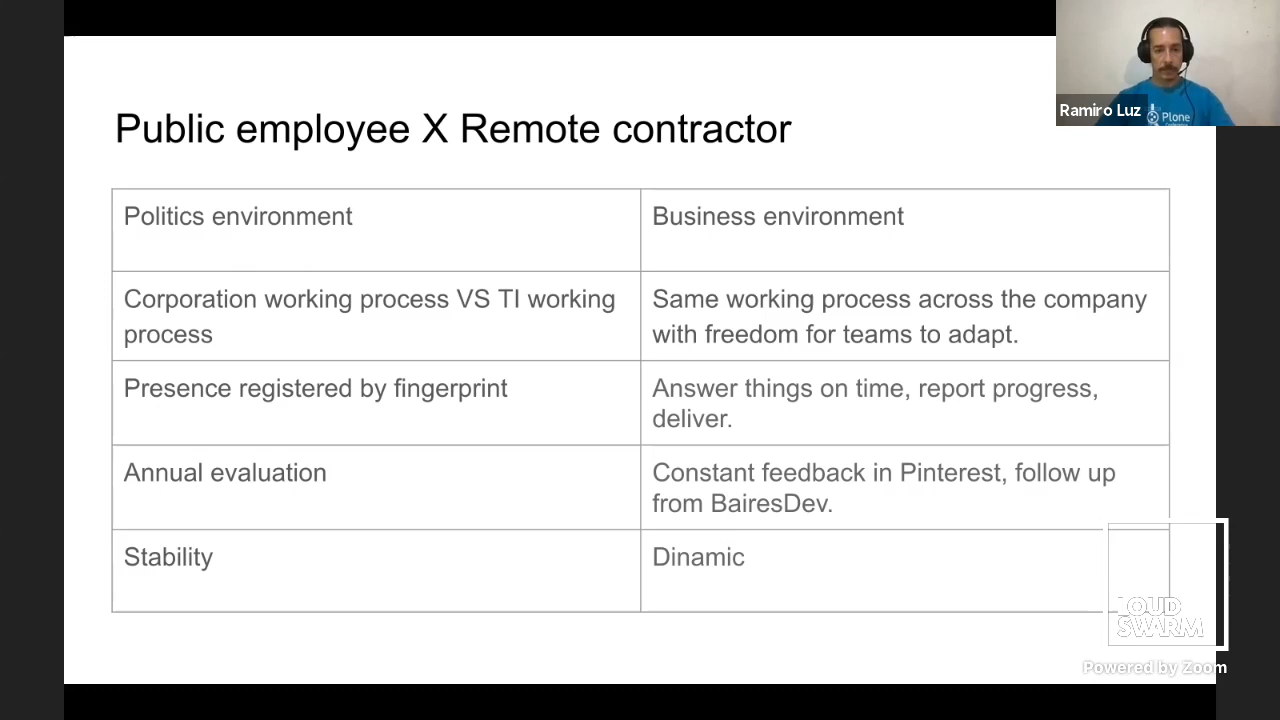 Public employee X Remote contractor
Politics environment
Business environment
Corporation working process VS TI working
process
Same working process across the company
with freedom for teams to adapt.
Presence registered by fingerprint
Answer things on time, report progress,
deliver.
Annual evaluation
Constant feedback in Pinterest, follow up
from BairesDev.
Stability
Dinamic
Ramiro Luz
Plone
LOUD
SWARM
Powered by Zoom